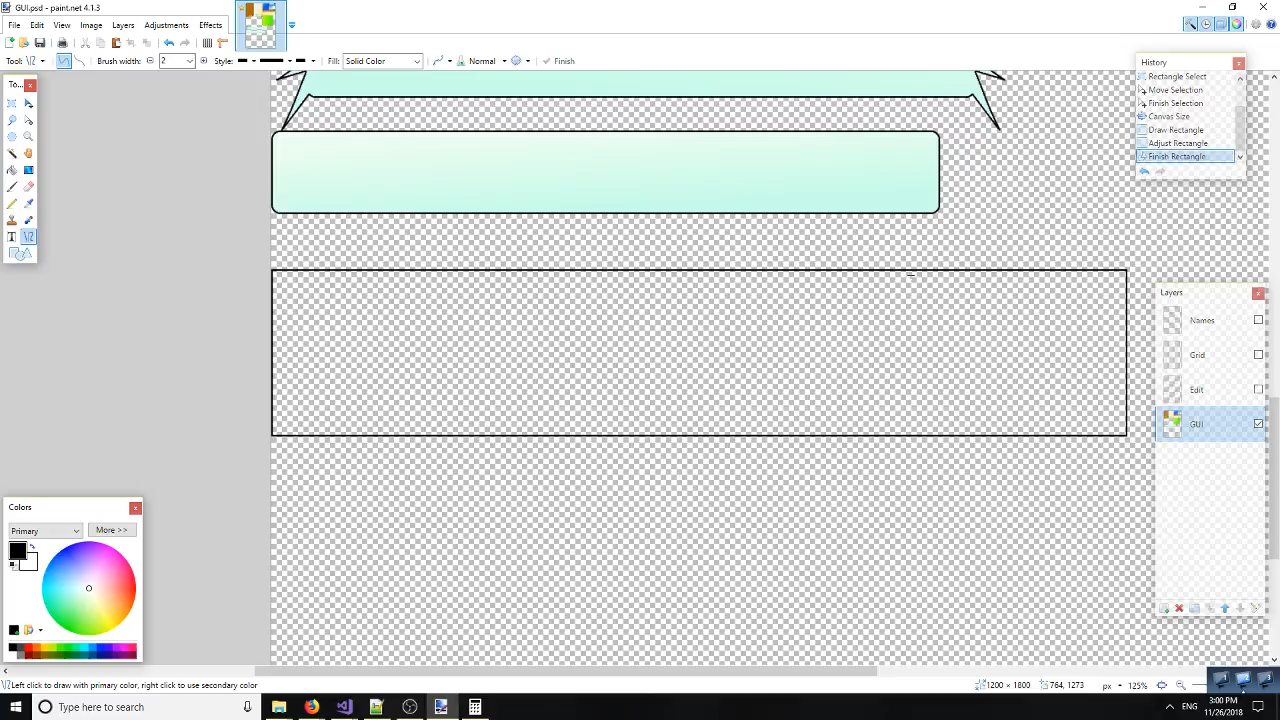 GUI.psd - paint.net 4.1.3
File Edit View Image Layers Adjustments Effects
Tool: Brush width: 2 Style: Fill: Solid Color Normal Finish
To...
History
Rectangle Select
Move Selection
Finish Selection
Canvas Size
Draw Rectangle
Adjust Rectangle
Finish Rectangle
Layers
Names
Grid
Edit
GUI
Colors
Primary More >>
Left click to draw with primary color, right click to use secondary color
1200 × 1800 764, 1273 px 125%
Type here to search
3:00 PM
11/26/2018